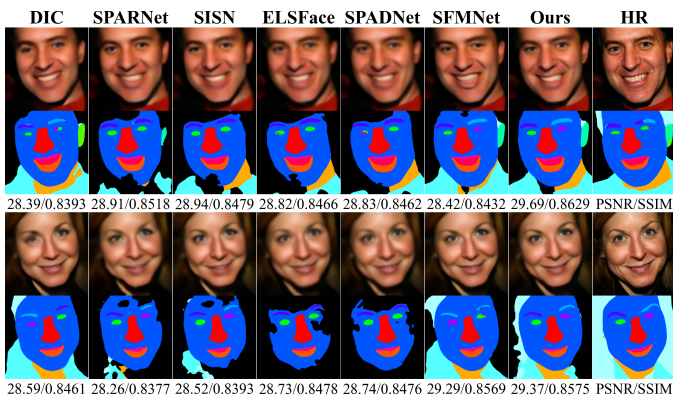 DIC SPARNet SISN ELSFace SPADNet SFMNet Ours HR
28.39/0.8393 28.91/0.8518 28.94/0.8479 28.82/0.8466 28.83/0.8462 28.42/0.8432 29.69/0.8629 PSNR/SSIM
28.59/0.8461 28.26/0.8377 28.52/0.8393 28.73/0.8478 28.74/0.8476 29.29/0.8569 29.37/0.8575 PSNR/SSIM